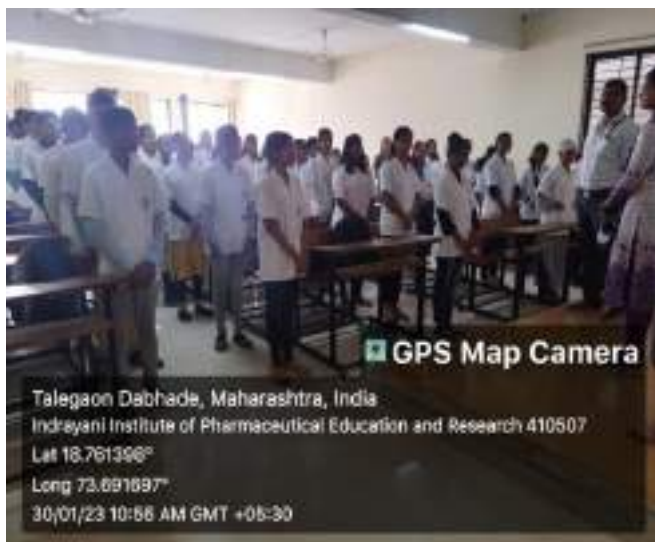 GPS Map Camera
Talegaon Dabhade, Maharashtra, India
Indrayani Institute of Pharmaceutical Education and Research 410507
Lat 18.761398°
Long 73.691697°
30/01/23 10:56 AM GMT +05:30